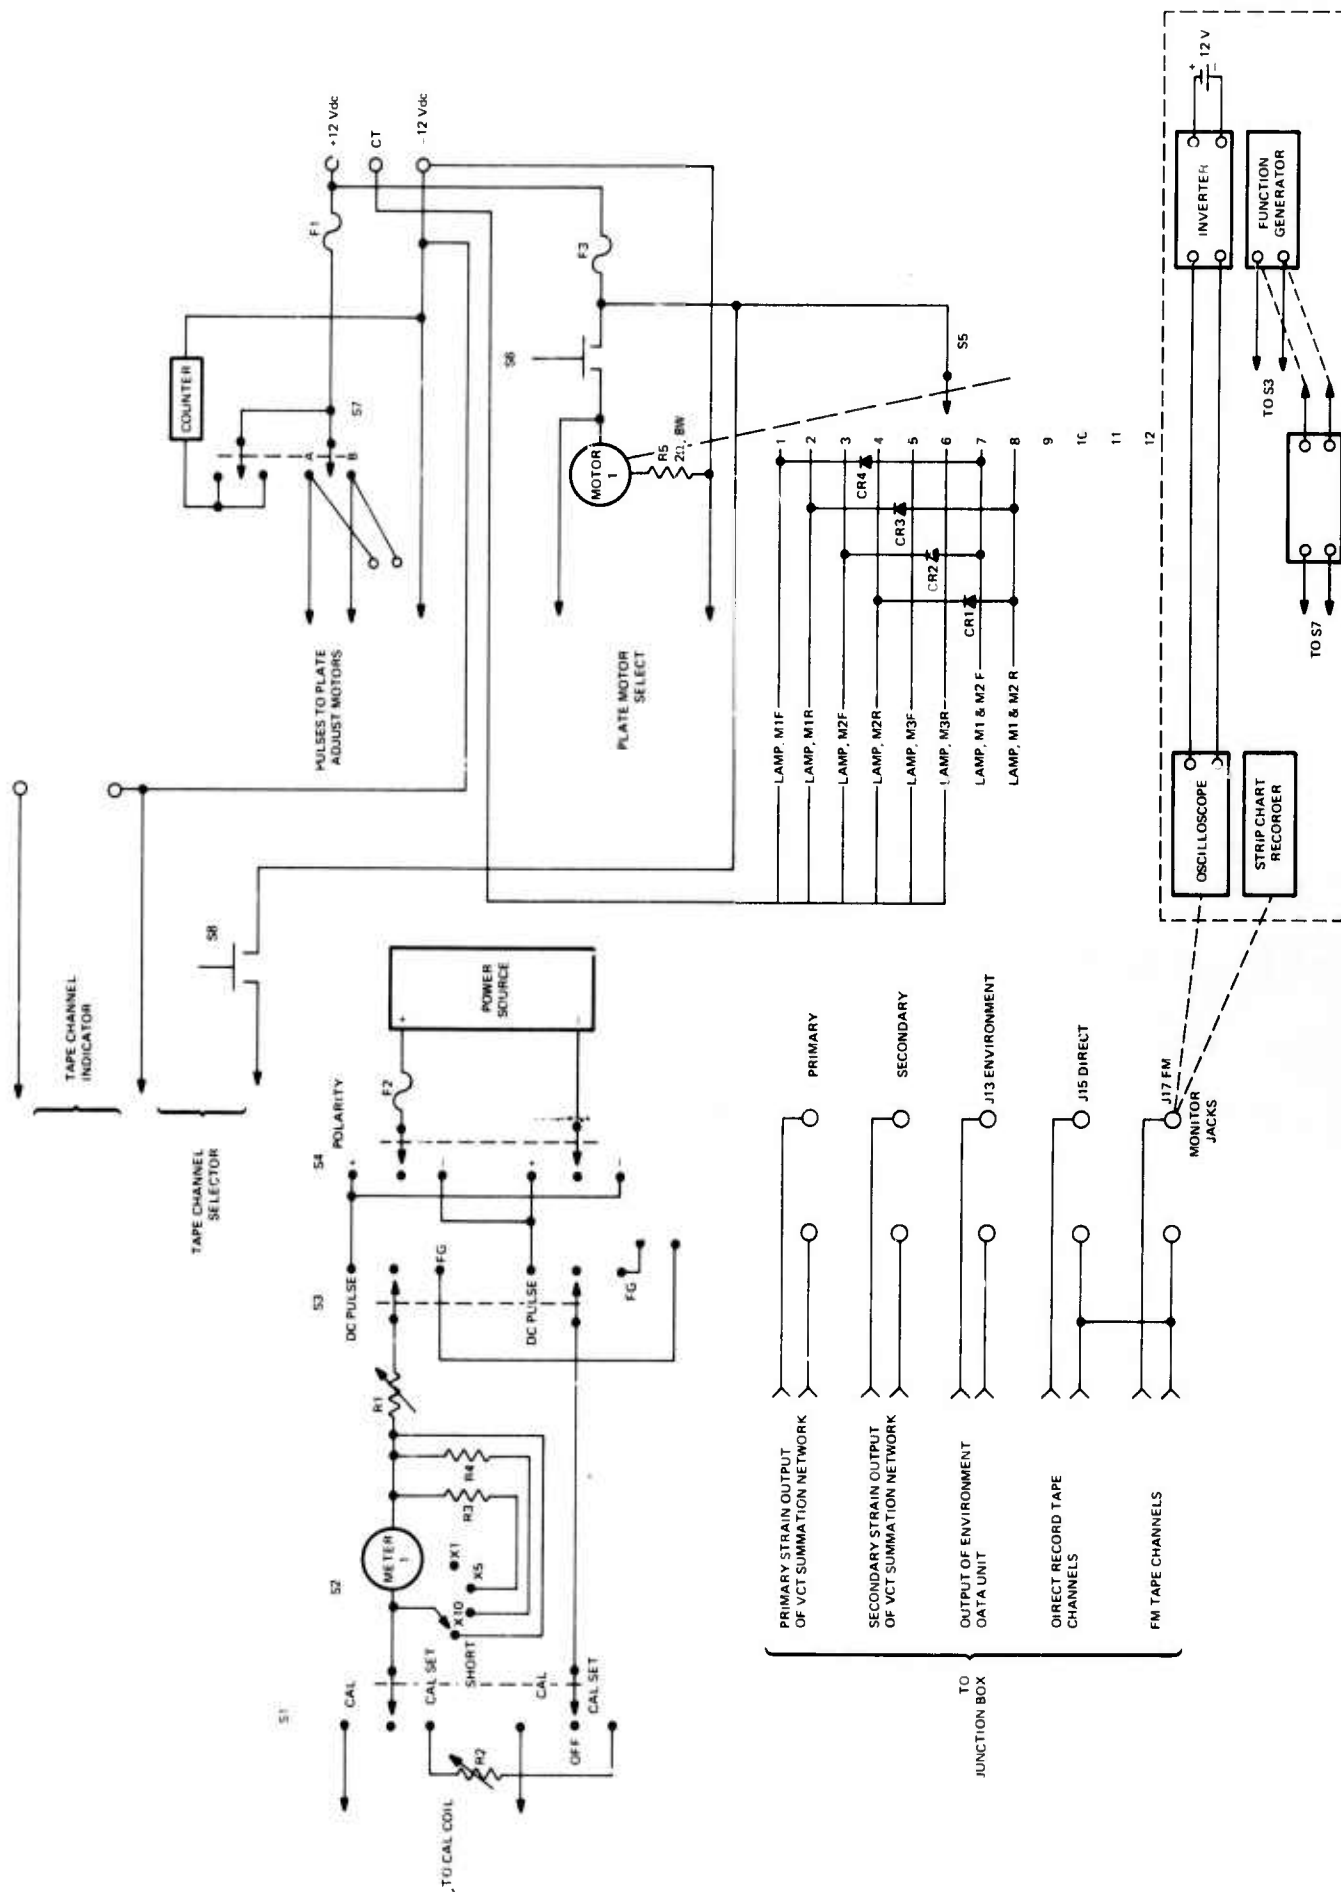 +12 Vdc
CT
-12 Vdc
F1
F3
COUNTER
S7
A
B
PULSES TO PLATE
ADJUST MOTORS
S6
MOTOR
1
R5
2Ω, 8W
S5
PLATE MOTOR
SELECT
LAMP, M1F
1
LAMP, M1R
2
LAMP, M2F
3
LAMP, M2R
4
LAMP, M3F
5
LAMP, M3R
6
LAMP, M1 & M2 F
7
LAMP, M1 & M2 R
8
9
10
11
12
CR4
CR3
CR2
CR1
TAPE CHANNEL
INDICATOR
TAPE CHANNEL
SELECTOR
S8
POWER
SOURCE
+
-
F2
POLARITY
S4
+
-
+
-
S3
DC PULSE
FG
DC PULSE
FG
R1
R4
R3
METER
1
S2
X1
X5
X10
SHORT
S1
CAL
CAL SET
CAL
OFF
CAL SET
R2
TO CAL COIL
PRIMARY STRAIN OUTPUT
OF VCT SUMMATION NETWORK
PRIMARY
SECONDARY STRAIN OUTPUT
OF VCT SUMMATION NETWORK
SECONDARY
OUTPUT OF ENVIRONMENT
DATA UNIT
J13 ENVIRONMENT
DIRECT RECORD TAPE
CHANNELS
J15 DIRECT
FM TAPE CHANNELS
J17 FM
MONITOR
JACKS
TO
JUNCTION BOX
OSCILLOSCOPE
STRIP CHART
RECORDER
INVERTER
+
-
12 V
FUNCTION
GENERATOR
TO S3
TO S7